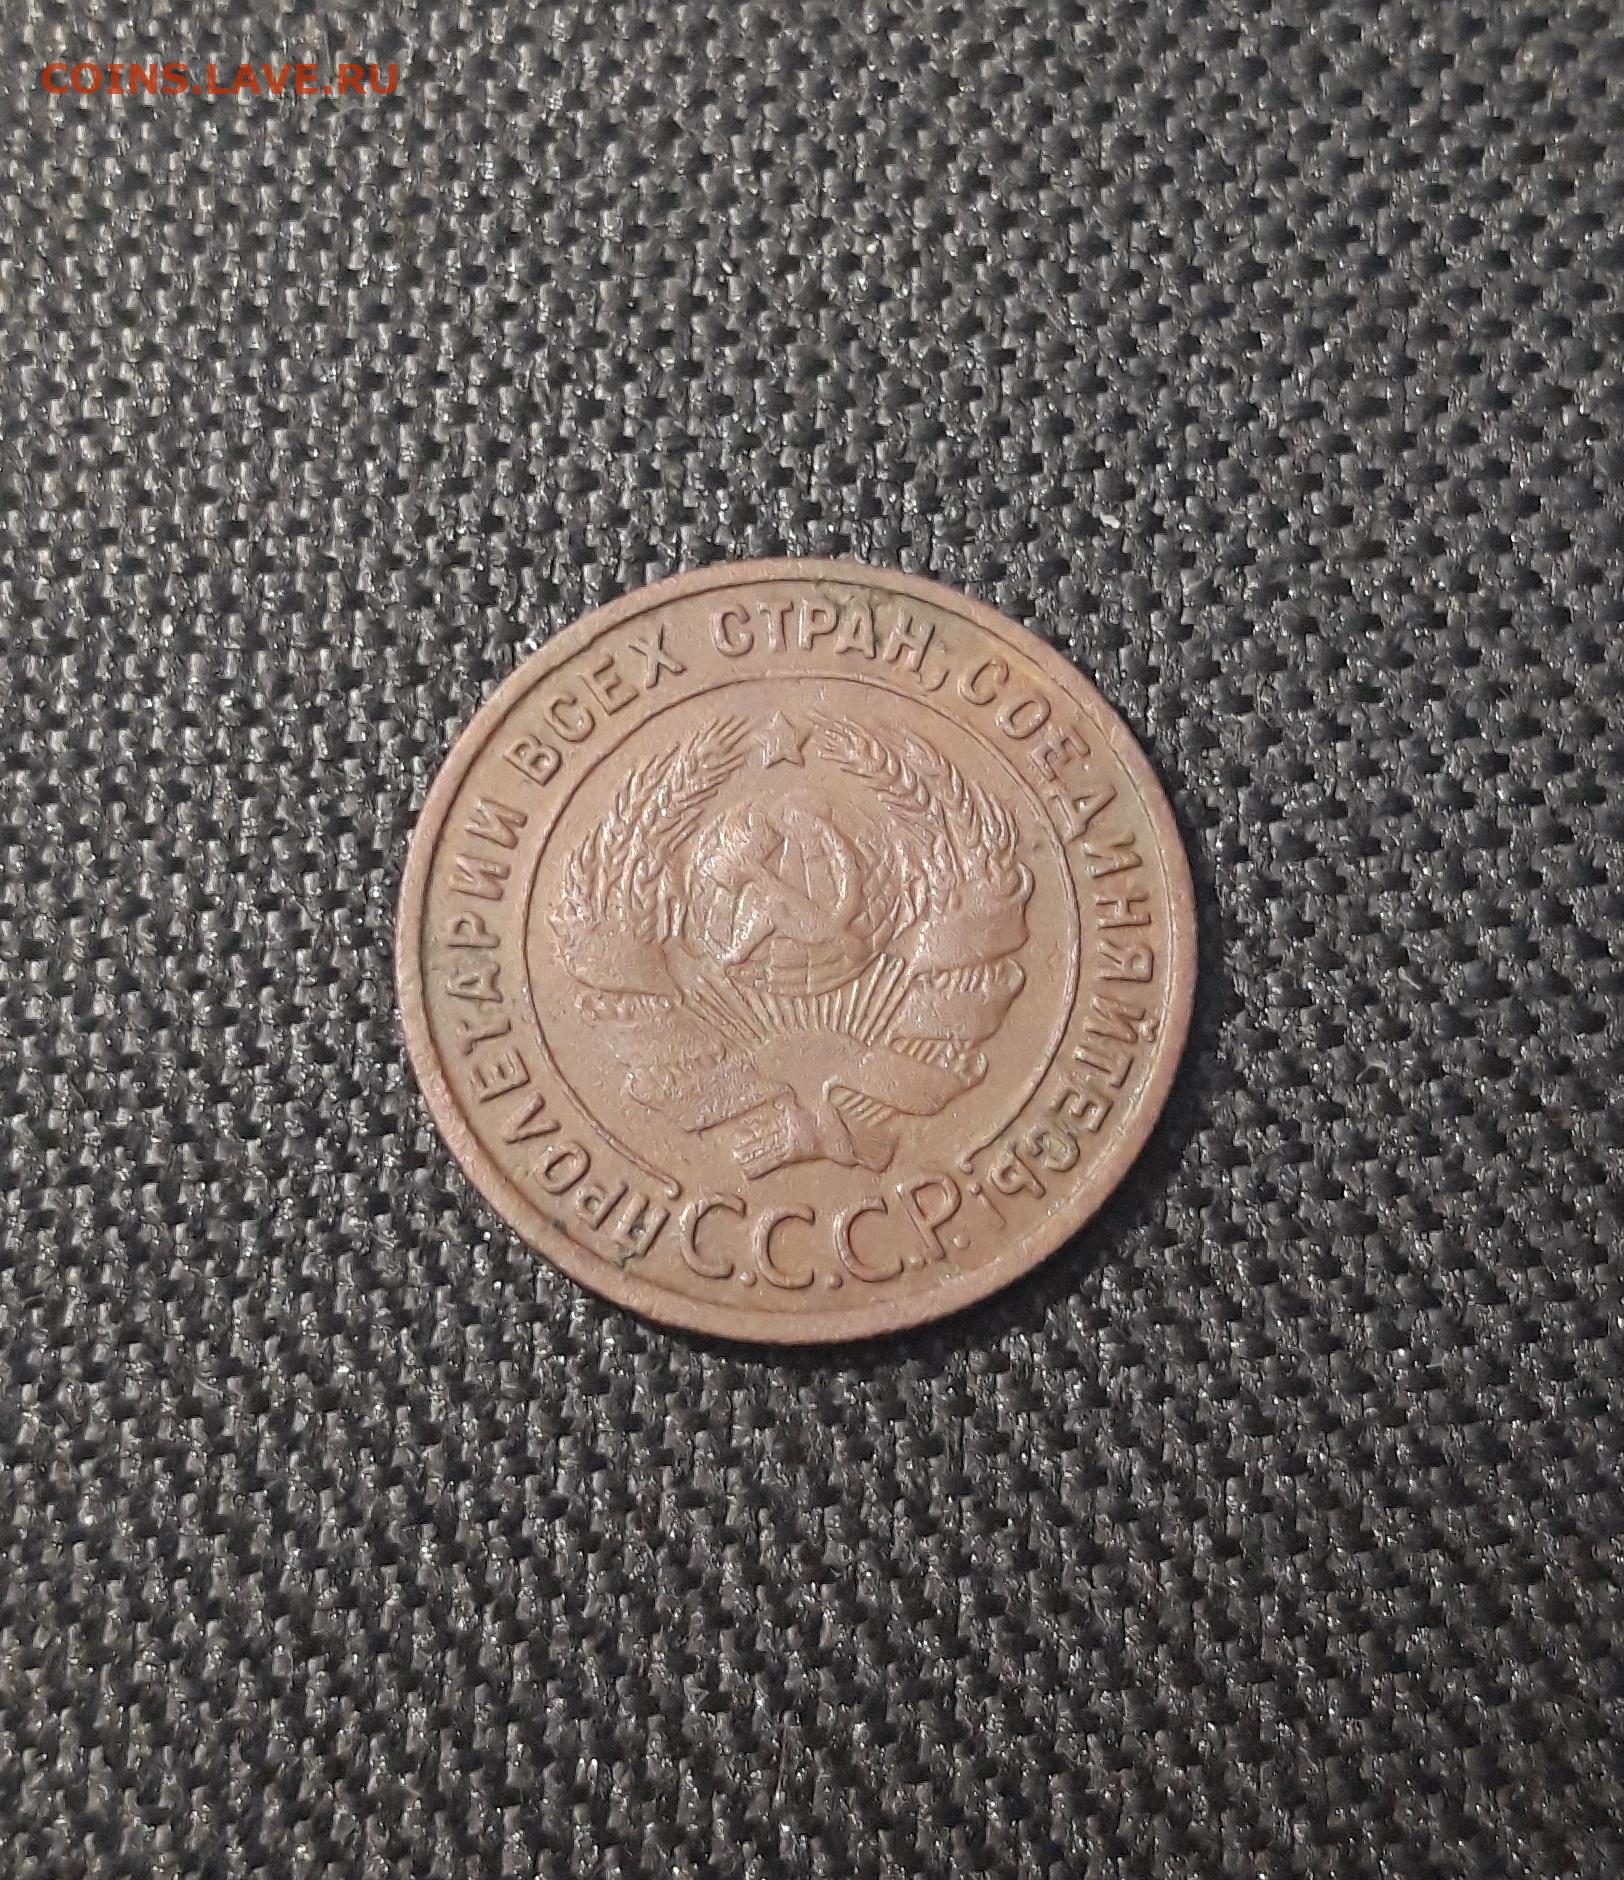 COINS.LAVE.RU
ПРОЛЕТАРИИ ВСЕХ СТРАН, СОЕДИНЯЙТЕСЬ!
С.С.С.Р.